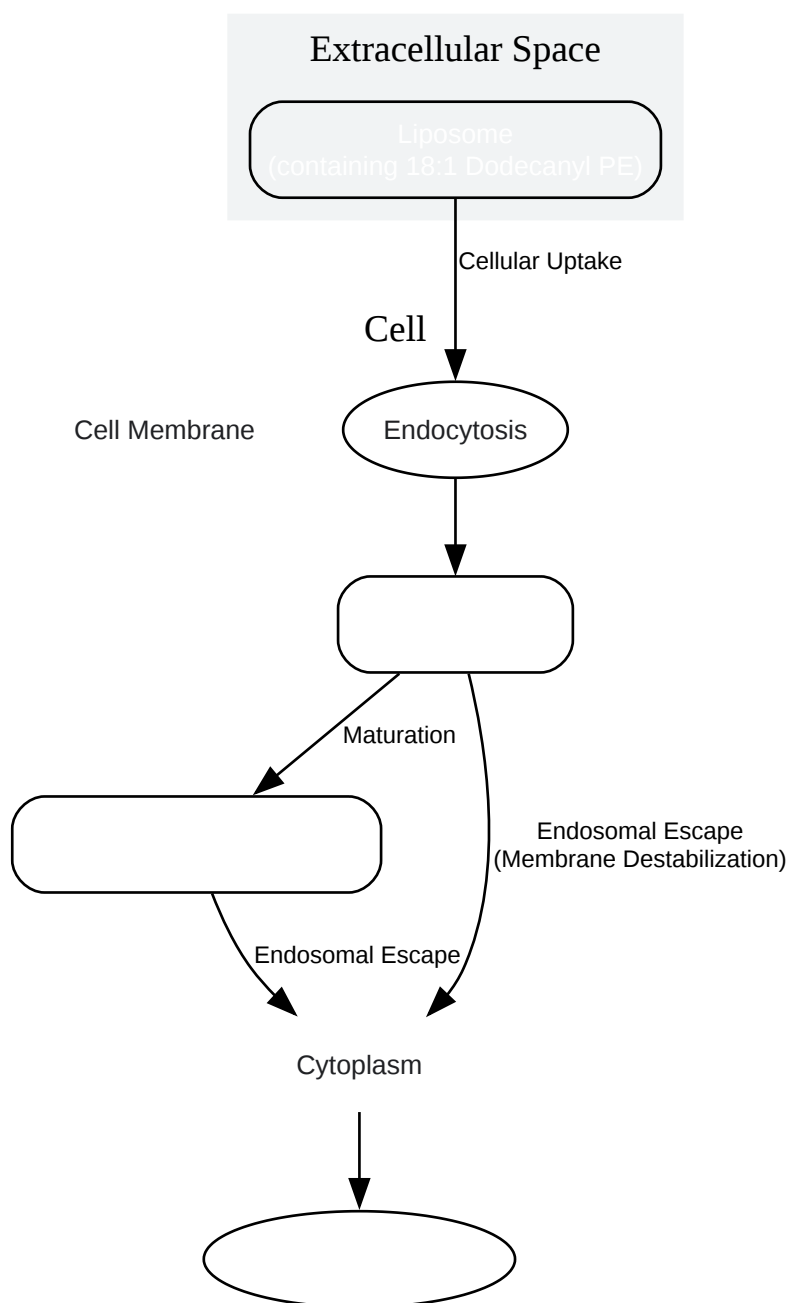 Extracellular Space
Liposome
(containing 18:1 Dodecanyl PE)
Cellular Uptake
Cell
Cell Membrane
Endocytosis
Maturation
Endosomal Escape
(Membrane Destabilization)
Endosomal Escape
Cytoplasm